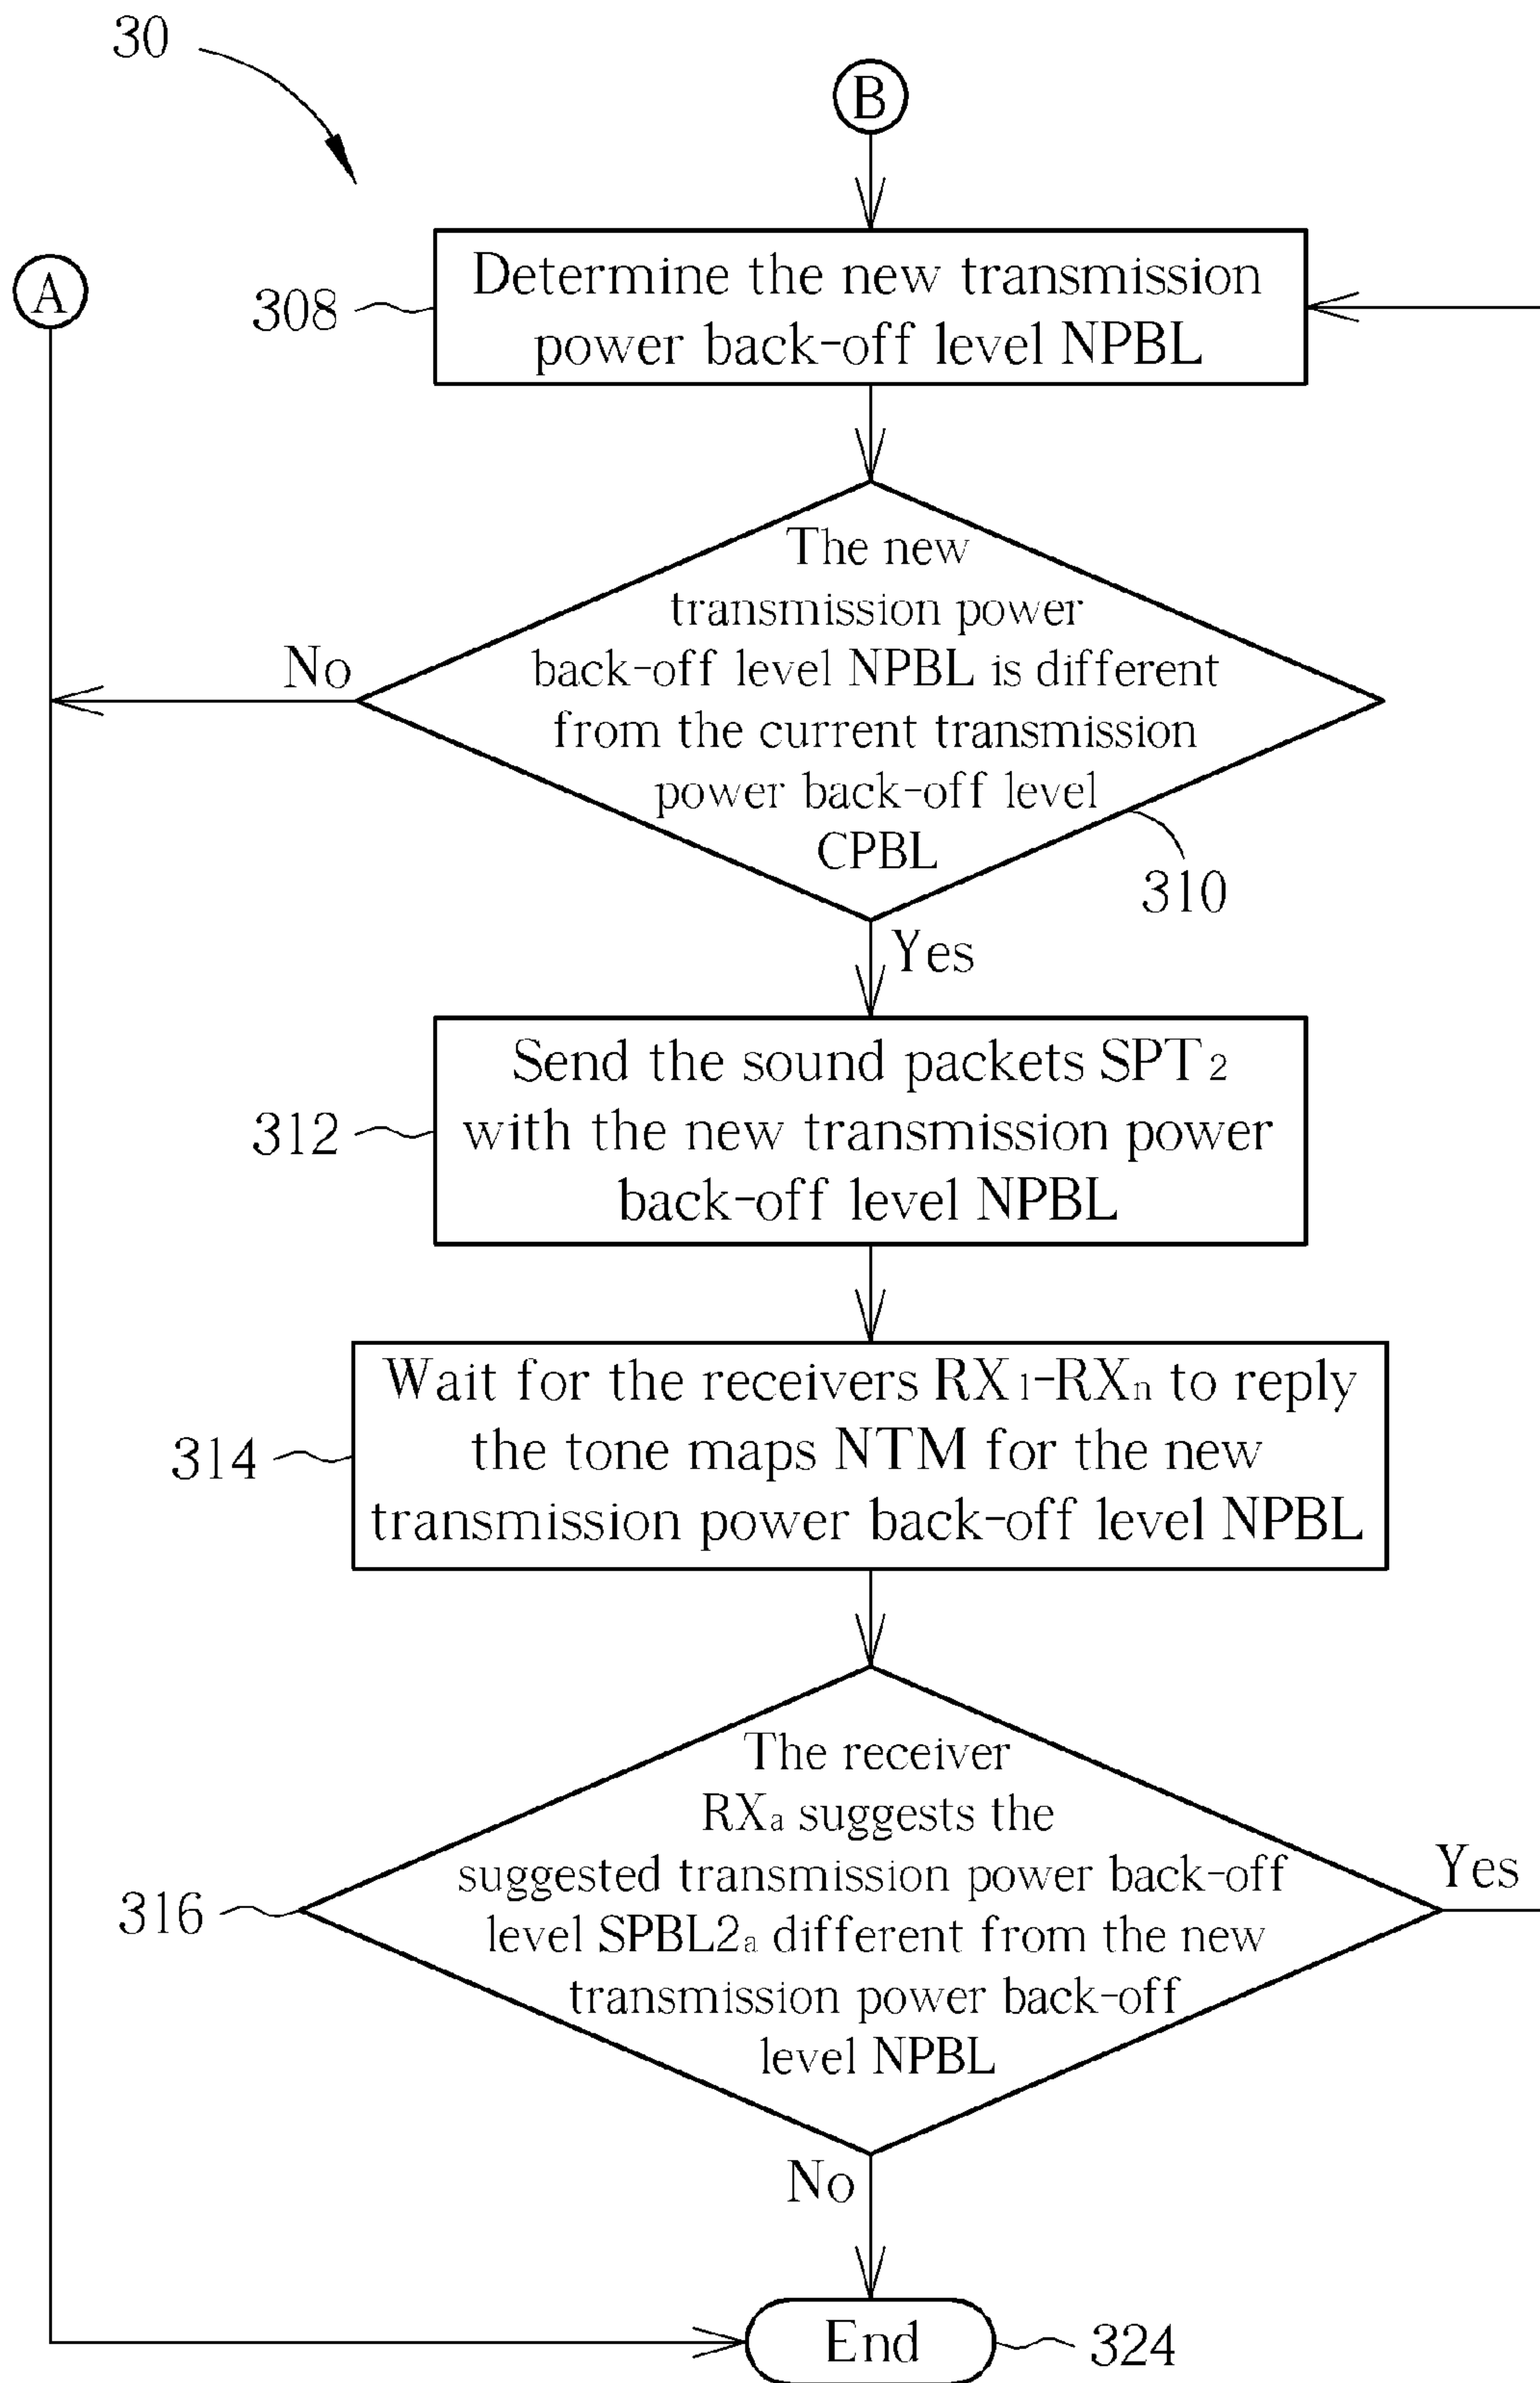 30
B
A
308
Determine the new transmission
power back-off level NPBL
The new
transmission power
back-off level NPBL is different
from the current transmission
power back-off level
CPBL
No
310
Yes
312
Send the sound packets SPT₂
with the new transmission power
back-off level NPBL
314
Wait for the receivers RX₁-RXₙ to reply
the tone maps NTM for the new
transmission power back-off level NPBL
316
The receiver
RXₐ suggests the
suggested transmission power back-off
level SPBL2ₐ different from the new
transmission power back-off
level NPBL
Yes
No
End
324